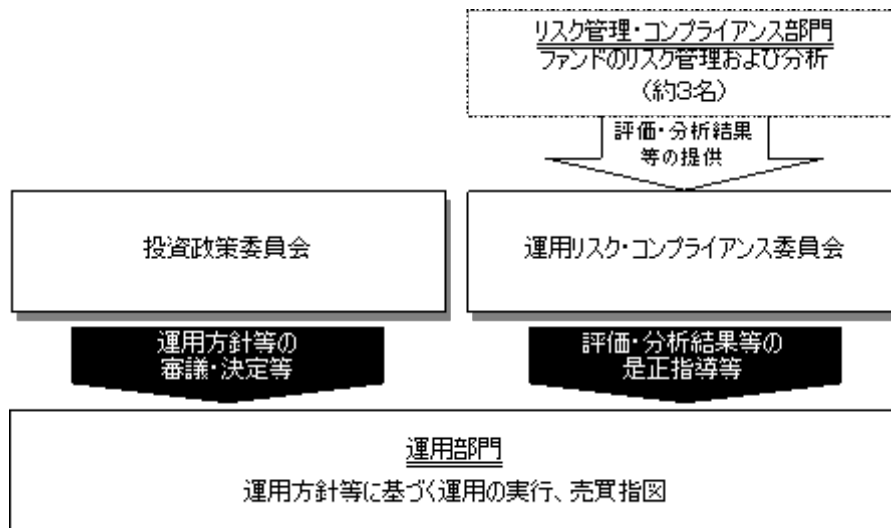 リスク管理・コンプライアンス部門
ファンドのリスク管理および分析
（約3名）
評価・分析結果
等の提供
投資政策委員会
運用リスク・コンプライアンス委員会
運用方針等の
審議・決定等
評価・分析結果等の
是正指導等
運用部門
運用方針等に基づく運用の実行、売買指図